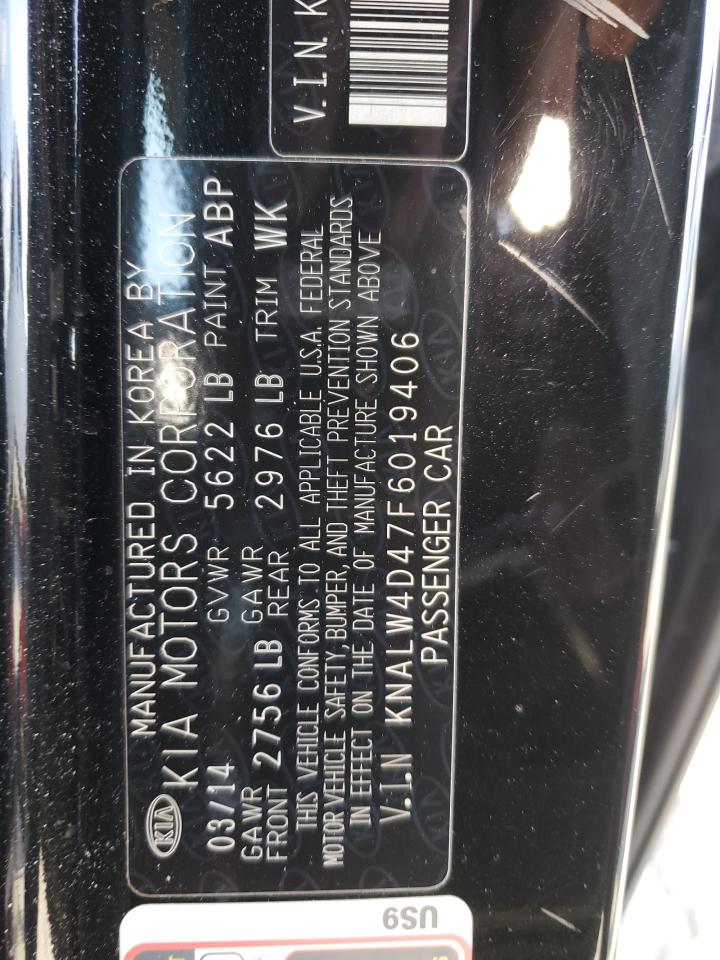 V.I.N. K
MANUFACTURED IN KOREA BY
KIA KIA MOTORS CORPORATION
03/14 GVWR 5622 LB PAINT ABP
GAWR FRONT 2756 LB GAWR REAR 2976 LB TRIM WK
THIS VEHICLE CONFORMS TO ALL APPLICABLE U.S.A. FEDERAL
MOTOR VEHICLE SAFETY, BUMPER, AND THEFT PREVENTION STANDARDS
IN EFFECT ON THE DATE OF MANUFACTURE SHOWN ABOVE
V.I.N KNALW4D47F6019406
PASSENGER CAR
US9